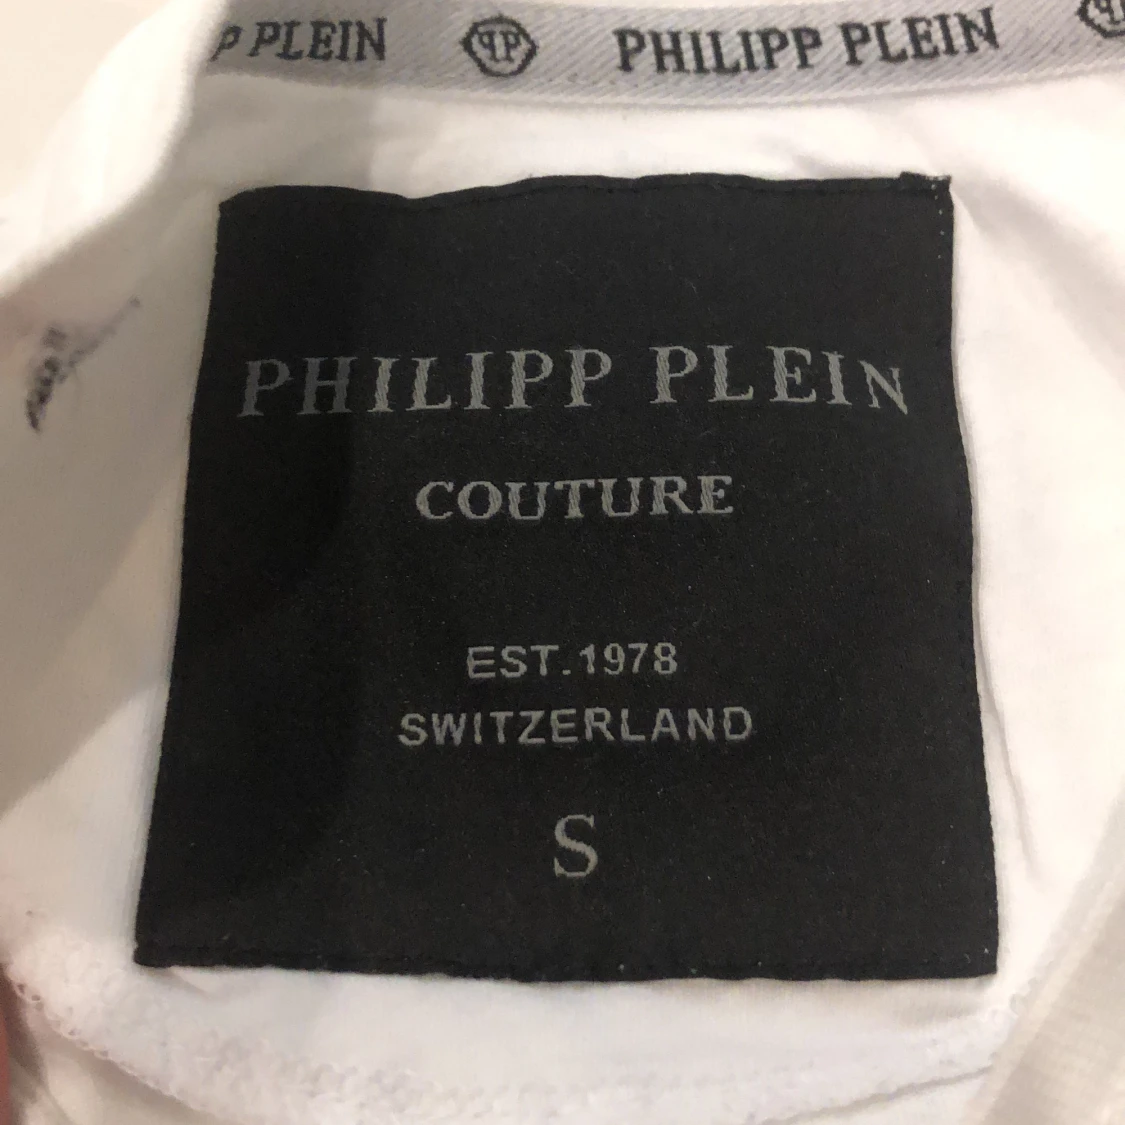 P PLEIN PP PHILIPP PLEIN
PHILIPP PLEIN
COUTURE
EST.1978
SWITZERLAND
S